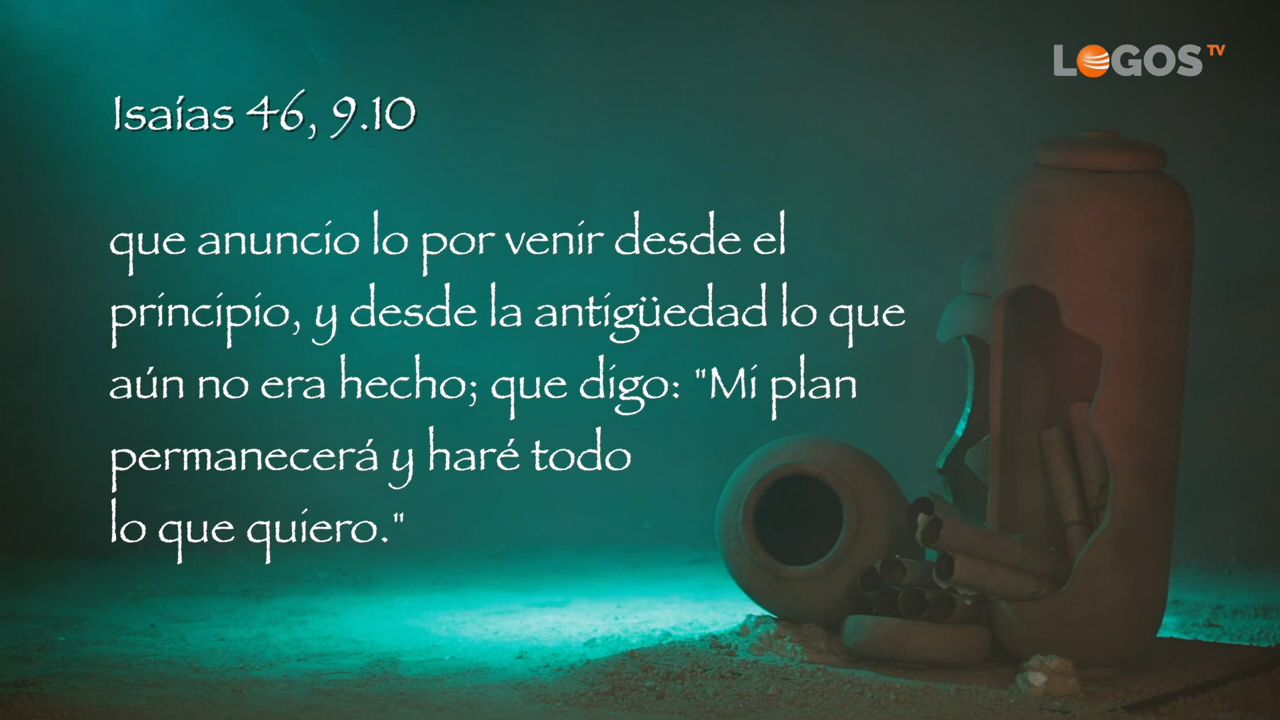 LOGOS TV
Isaías 46, 9.10
que anuncio lo por venir desde el
principio, y desde la antigüedad lo que
aún no era hecho; que digo: "Mi plan
permanecerá y haré todo
lo que quiero."